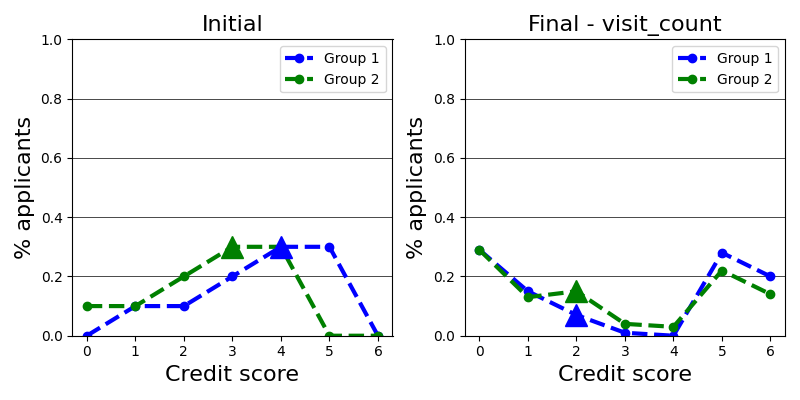 Initial
1.0
0.8
0.6
0.4
0.2
0.0
% applicants
0 1 2 3 4 5 6
Credit score
Group 1
Group 2
Final - visit_count
1.0
0.8
0.6
0.4
0.2
0.0
% applicants
0 1 2 3 4 5 6
Credit score
Group 1
Group 2